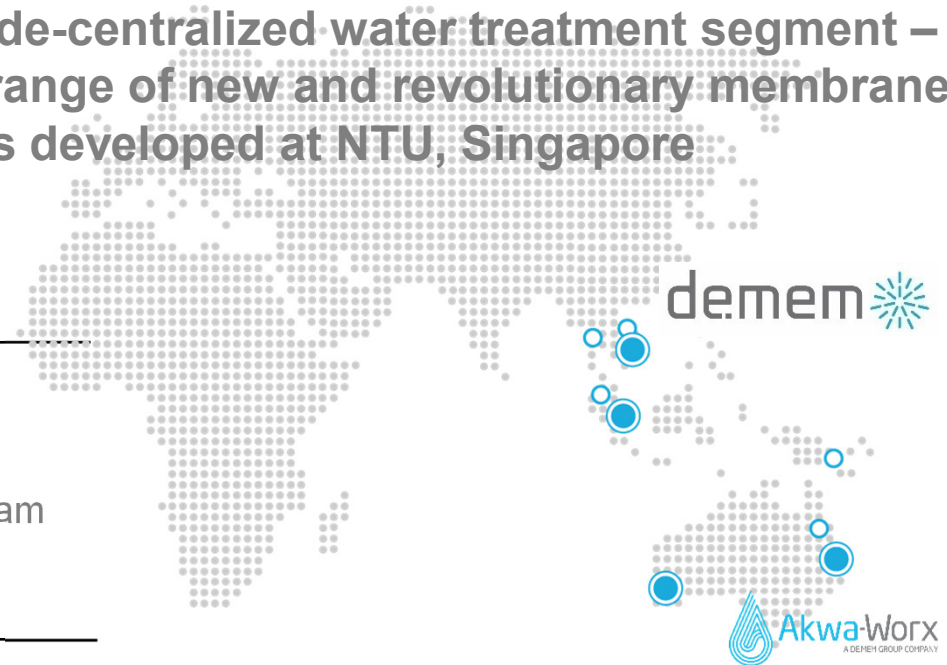 de-centralized water treatment segment –
range of new and revolutionary membrane
s developed at NTU, Singapore
demem
am
Akwa-Worx
A DEMEM GROUP COMPANY